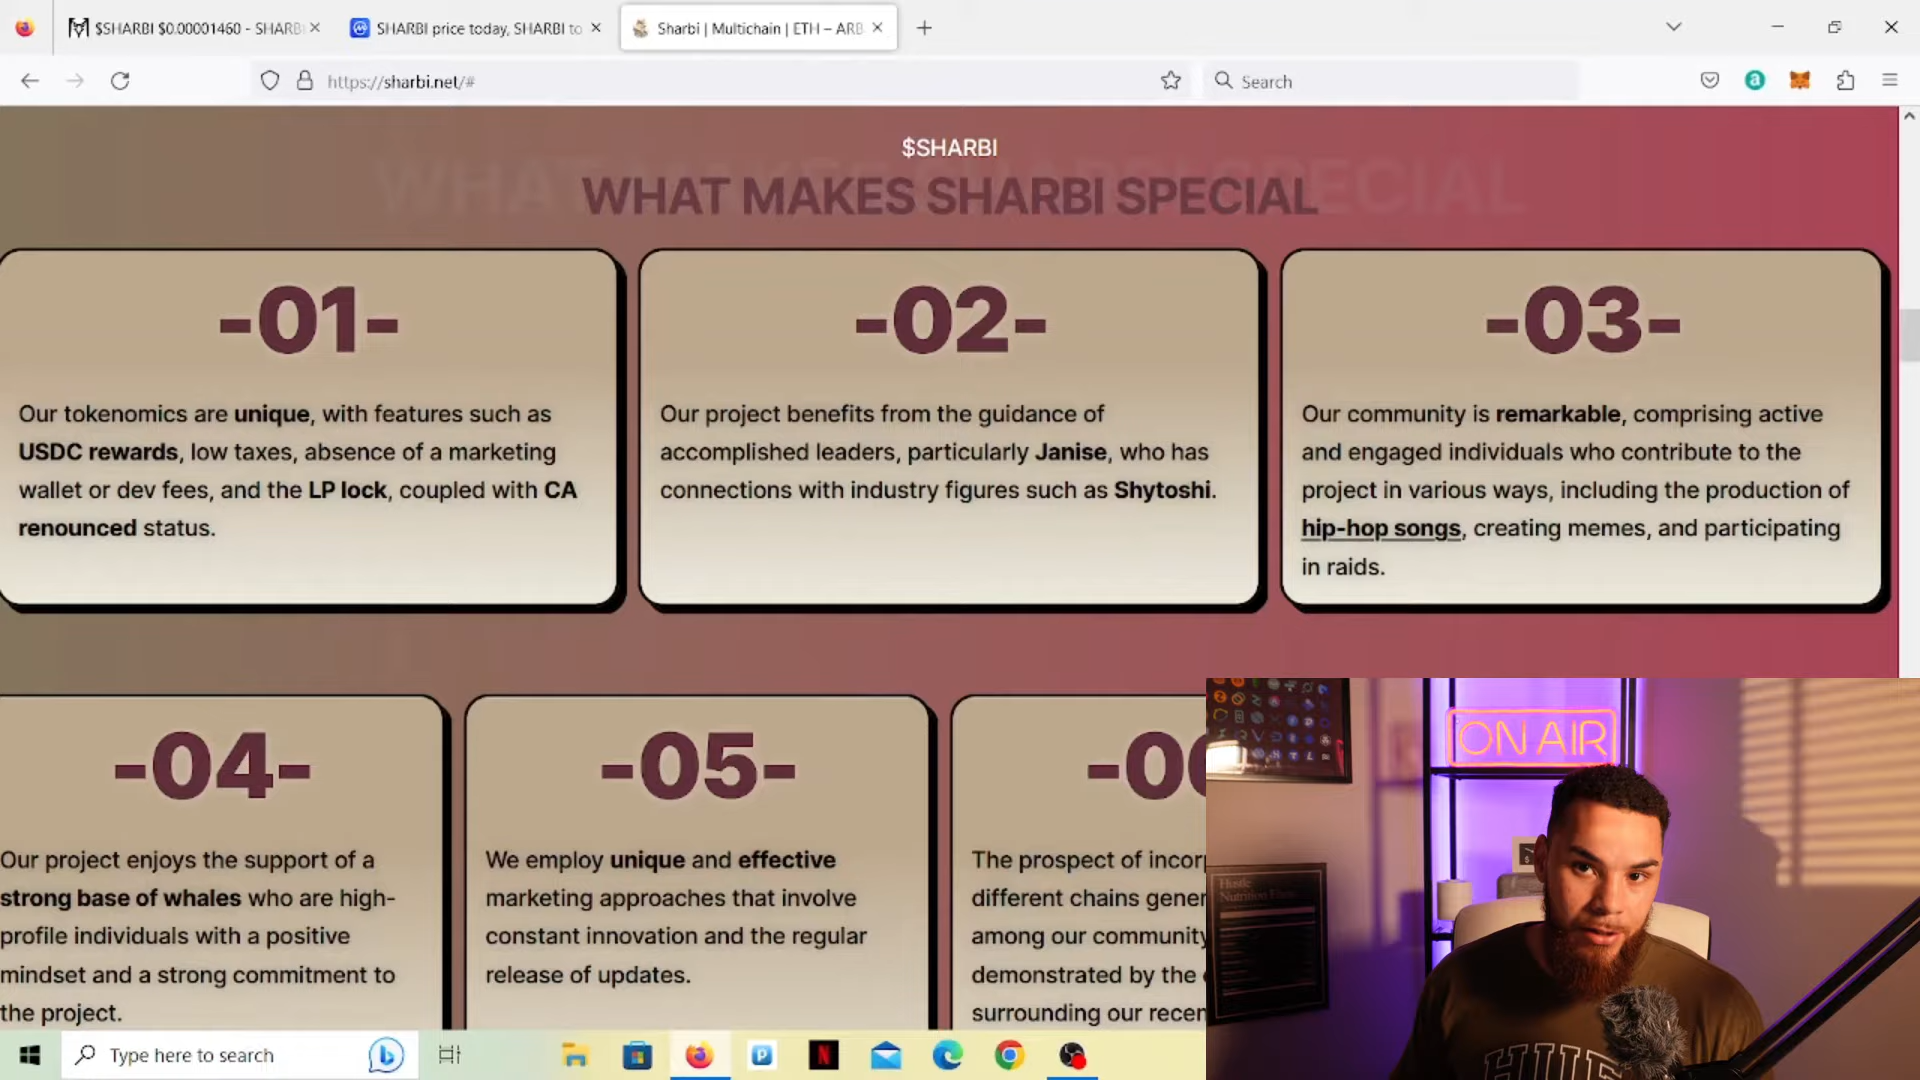 $SHARBI $0.00001460 - SHARB
SHARBI price today, SHARBI to
Sharbi | Multichain | ETH – ARB
https://sharbi.net/#
Search
$SHARBI
WHAT MAKES SHARBI SPECIAL
-01-
Our tokenomics are unique, with features such as
USDC rewards, low taxes, absence of a marketing
wallet or dev fees, and the LP lock, coupled with CA
renounced status.
-02-
Our project benefits from the guidance of
accomplished leaders, particularly Janise, who has
connections with industry figures such as Shytoshi.
-03-
Our community is remarkable, comprising active
and engaged individuals who contribute to the
project in various ways, including the production of
hip-hop songs, creating memes, and participating
in raids.
-04-
Our project enjoys the support of a
strong base of whales who are high-
profile individuals with a positive
mindset and a strong commitment to
the project.
-05-
We employ unique and effective
marketing approaches that involve
constant innovation and the regular
release of updates.
The prospect of
different chains
among our community
demonstrated by the
surrounding our
ON AIR
Hustle
Nutrition Facts
Type here to search